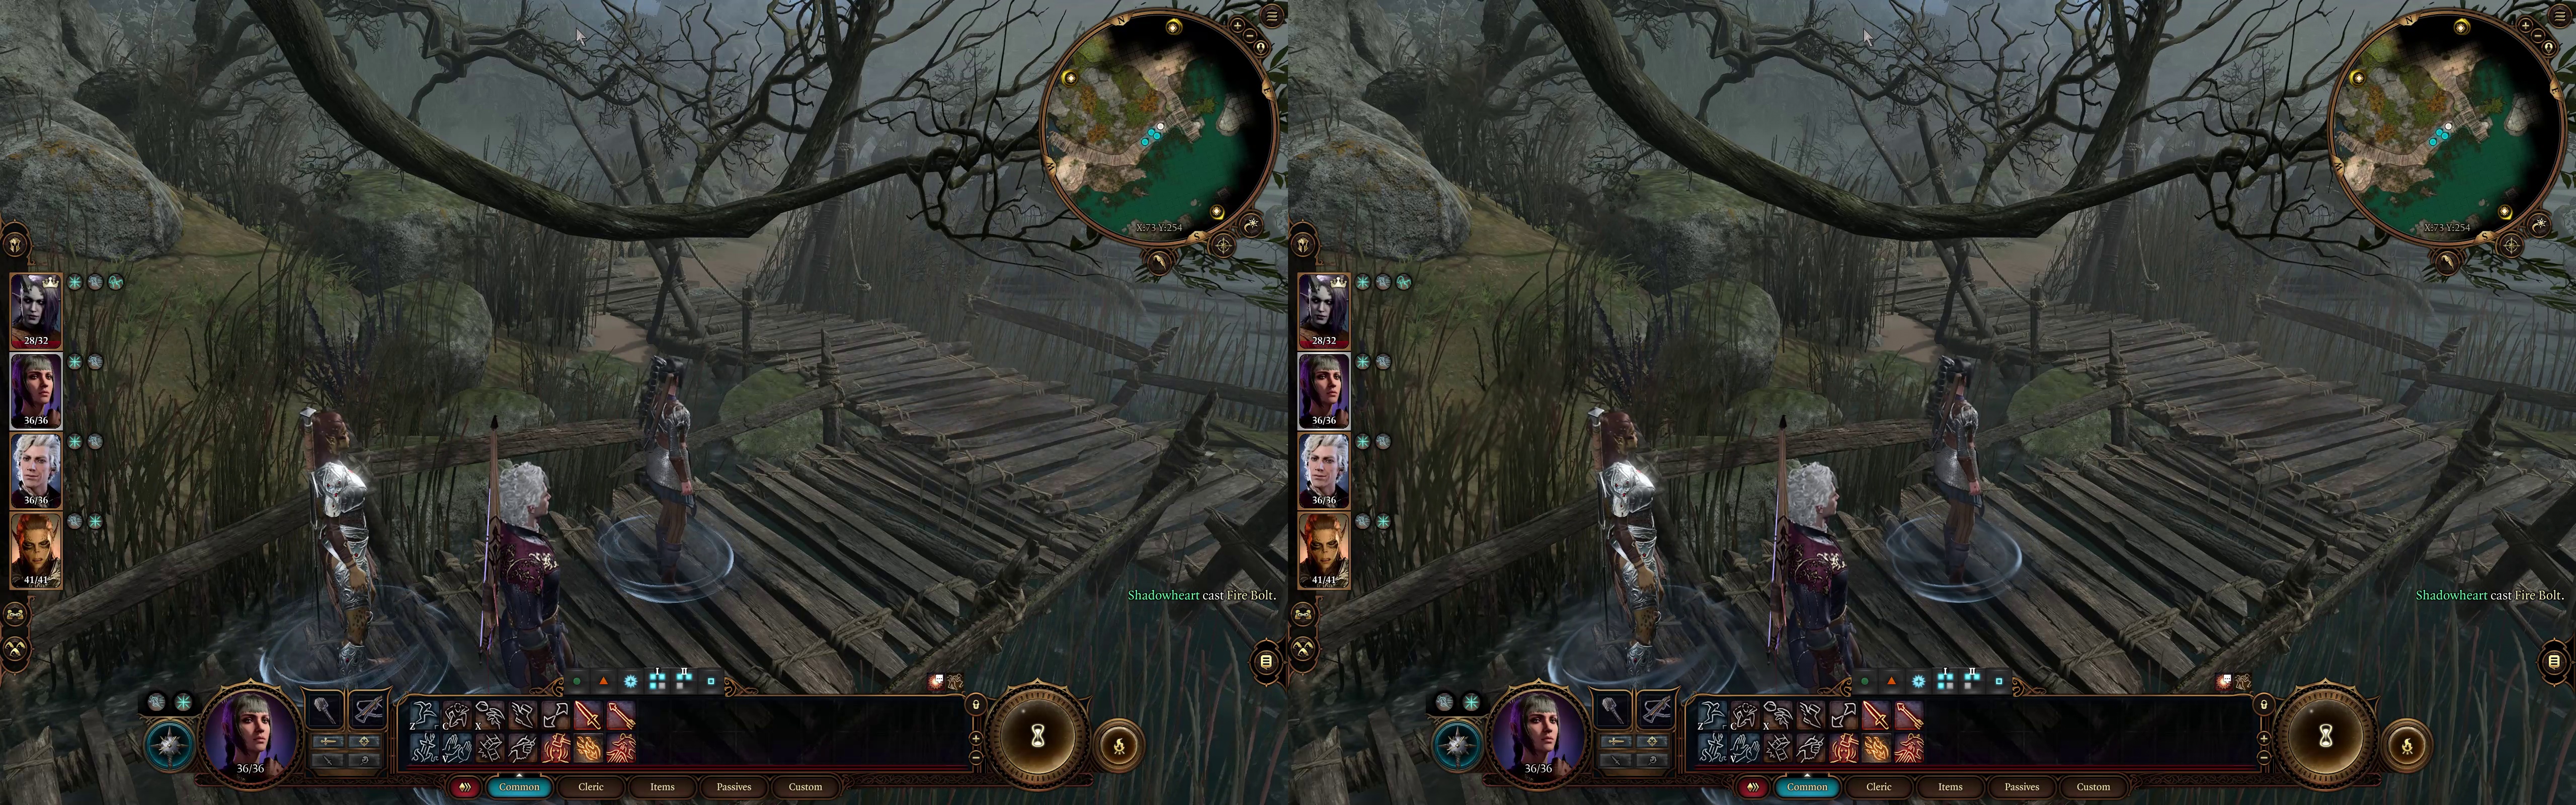 N
X:73 Y:254
S
28/32
36/36
36/36
41/41
Shadowheart cast Fire Bolt.
I II
Z C X
V
36/36
Common Cleric Items Passives Custom
N
X:73 Y:254
S
28/32
36/36
36/36
41/41
Shadowheart cast Fire Bolt.
I II
Z C X
V
36/36
Common Cleric Items Passives Custom